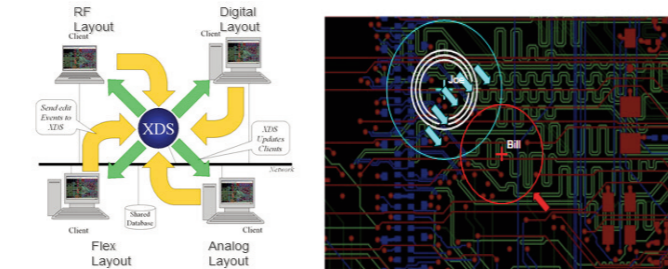 RF
Layout
Client
Digital
Layout
Client
Send edit
Events to
XDS
XDS
XDS
Updates
Clients
Network
Client
Shared
Database
Client
Flex
Layout
Analog
Layout
Joe
Bill